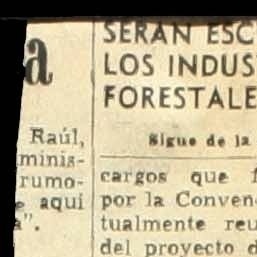 a
Raúl,
minis-
rumo-
e aquí
a".
SERAN ESC
LOS INDUS
FORESTALE
Sigue de la
cargos que f
por la Conven
tualmente reu
del proyecto d